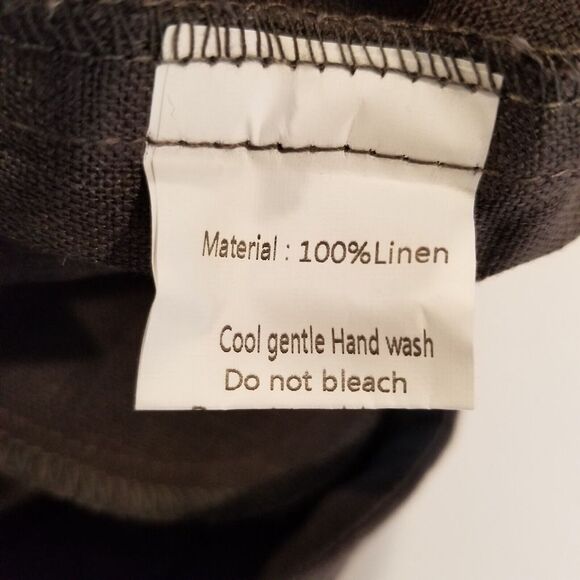 Material : 100%Linen
Cool gentle Hand wash
Do not bleach